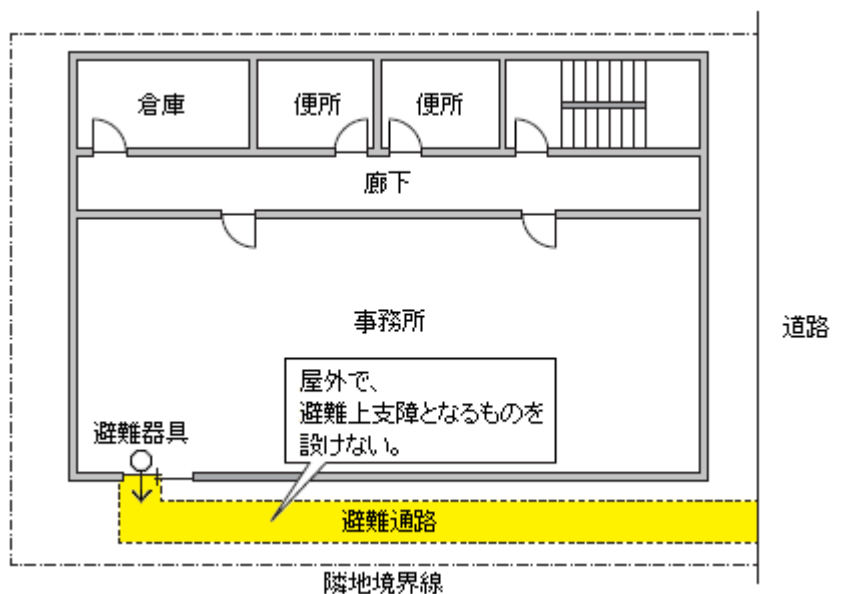 倉庫
便所
便所
廊下
事務所
道路
屋外で、
避難上支障となるものを
設けない。
避難器具
避難通路
隣地境界線